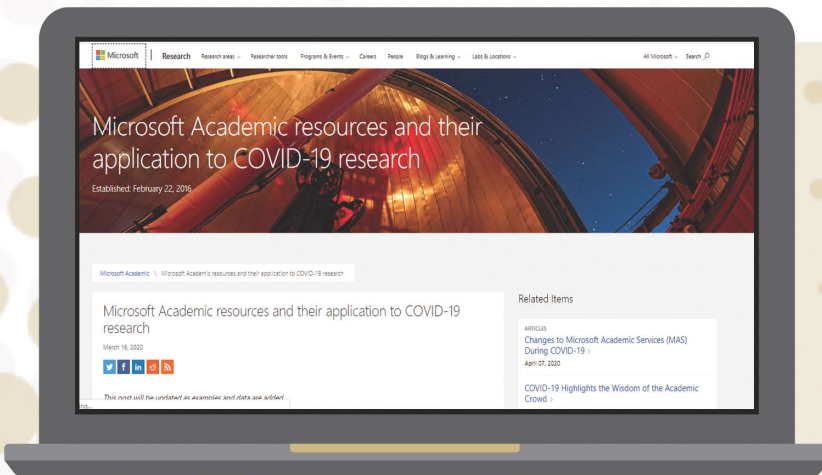 Microsoft | Research Research areas Researcher tools Programs & Events Careers People Blogs & Learning Labs & Locations All Microsoft Search
Microsoft Academic resources and their
application to COVID-19 research
Established: February 22, 2016
Microsoft Academic \ Microsoft Academic resources and their application to COVID-19 research
Microsoft Academic resources and their application to COVID-19
research
March 16, 2020
This post will be updated as examples and data are added
Related Items
ARTICLES
Changes to Microsoft Academic Services (MAS)
During COVID-19 >
April 07, 2020
COVID-19 Highlights the Wisdom of the Academic
Crowd >